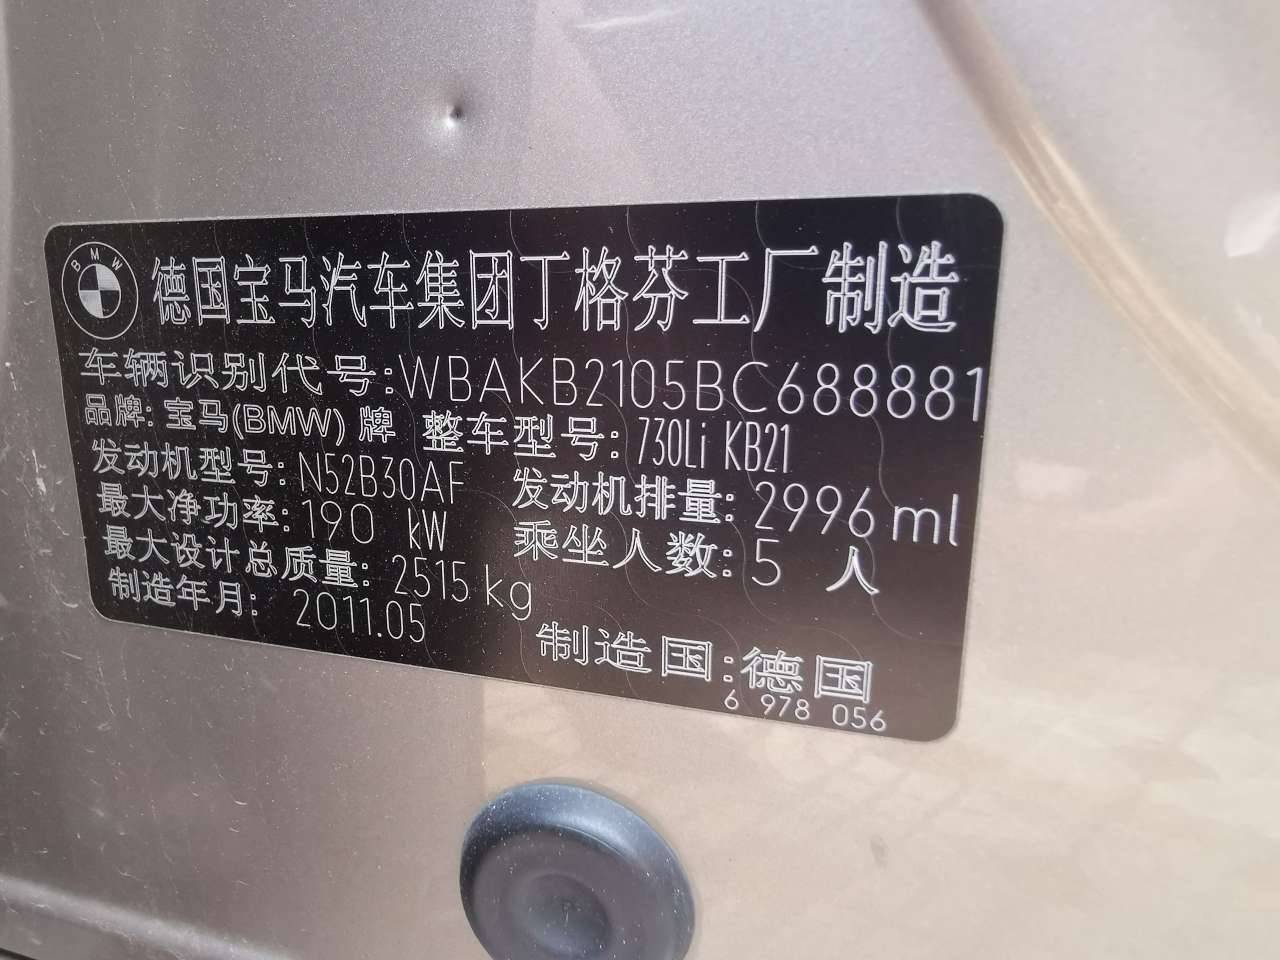 BMW
德国宝马汽车集团丁格芬工厂制造
车辆识别代号:WBAKB2105BC688881
品牌: 宝马(BMW) 牌 整车型号: 730Li KB21
发动机型号: N52B30AF 发动机排量: 2996 ml
最大净功率: 190 kW 乘坐人数: 5 人
最大设计总质量: 2515 kg
制造年月: 2011.05 制造国:德国
6 978 056